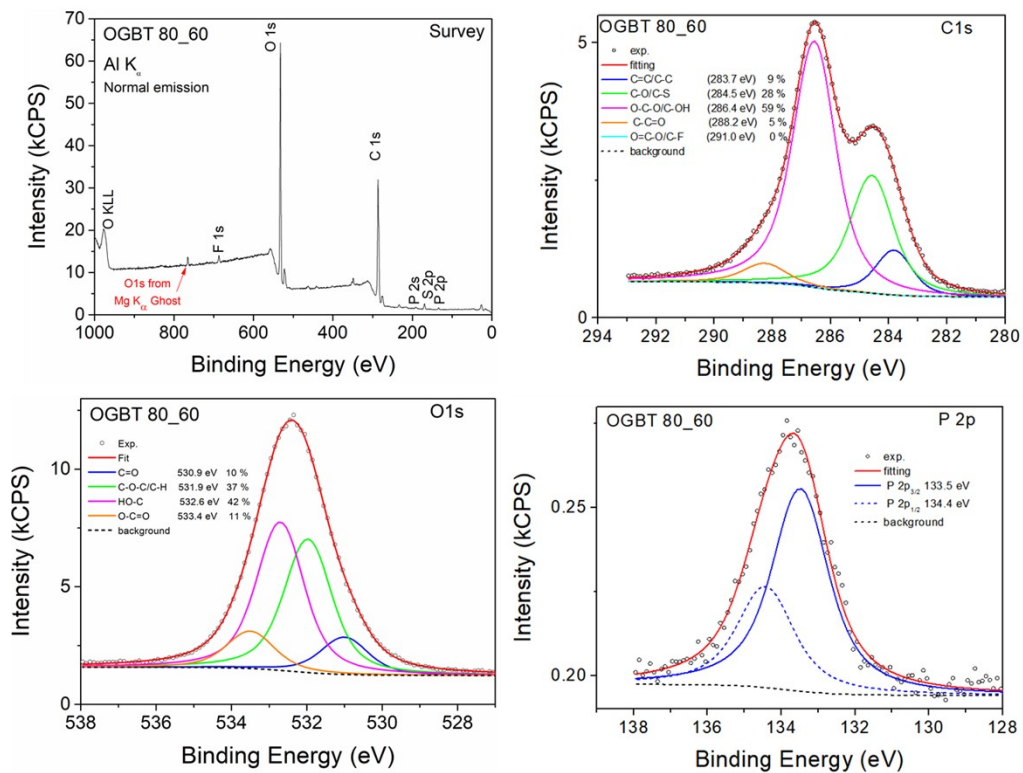 OGBT 80_60
Survey
Al Kα
Normal emission
O 1s
C 1s
O KLL
F 1s
O1s from
Mg Kα Ghost
P 2s
S 2p
P 2p
70
60
50
40
30
20
10
0
1000 800 600 400 200 0
Intensity (kCPS)
Binding Energy (eV)
OGBT 80_60
C1s
exp.
fitting
C=C/C-C (283.7 eV) 9 %
C-O/C-S (284.5 eV) 28 %
O-C-O/C-OH (286.4 eV) 59 %
C-C=O (288.2 eV) 5 %
O=C-O/C-F (291.0 eV) 0 %
background
5
0
294 292 290 288 286 284 282 280
Intensity (kCPS)
Binding Energy (eV)
OGBT 80_60
O1s
Exp.
Fit
C=O 530.9 eV 10 %
C-O-C/C-H 531.9 eV 37 %
HO-C 532.6 eV 42 %
O-C=O 533.4 eV 11 %
background
10
5
0
538 536 534 532 530 528
Intensity (kCPS)
Binding Energy (eV)
OGBT 80_60
P 2p
exp.
fitting
P 2p3/2 133.5 eV
P 2p1/2 134.4 eV
background
0.25
0.20
138 136 134 132 130 128
Intensity (kCPS)
Binding Energy (eV)